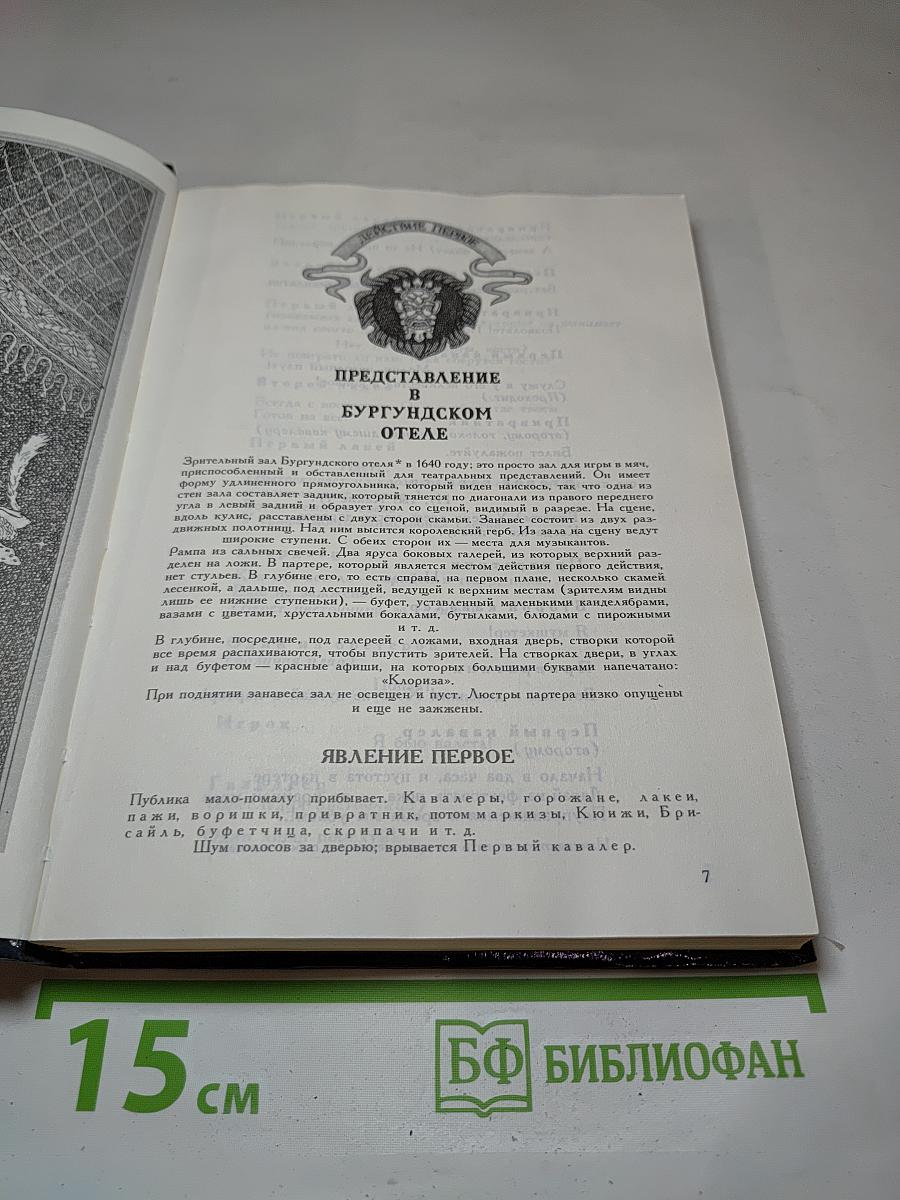 ДЕЙСТВИЕ ПЕРВОЕ
ПРЕДСТАВЛЕНИЕ
В
БУРГУНДСКОМ
ОТЕЛЕ
Зрительный зал Бургундского отеля* в 1640 году; это просто зал для игры в мяч,
приспособленный и обставленный для театральных представлений. Он имеет
форму удлиненного прямоугольника, который виден наискось, так что одна из
стен зала составляет задник, который тянется по диагонали из правого переднего
угла в левый задний и образует угол со сценой, видимый в разрезе. На сцене,
вдоль кулис, расставлены с двух сторон скамьи. Занавес состоит из двух раз-
движных полотнищ. Над ним высится королевский герб. Из зала на сцену ведут
широкие ступени. С обеих сторон их — места для музыкантов.
Рампа из сальных свечей. Два яруса боковых галерей, из которых верхний раз-
делен на ложи. В партере, который является местом действия первого действия,
нет стульев. В глубине его, то есть справа, на первом плане, несколько скамей
лесенкой, а дальше, под лестницей, ведущей к верхним местам (зрителям видны
лишь ее нижние ступеньки), — буфет, уставленный маленькими канделябрами,
вазами с цветами, хрустальными бокалами, бутылками, блюдами с пирожными
и т. д.
В глубине, посредине, под галереей с ложами, входная дверь, створки которой
все время распахиваются, чтобы впустить зрителей. На створках двери, в углах
и над буфетом — красные афиши, на которых большими буквами напечатано:
«Клориза».
При поднятии занавеса зал не освещен и пуст. Люстры партера низко опущены
и еще не зажжены.
ЯВЛЕНИЕ ПЕРВОЕ
Публика мало-помалу прибывает. Кавалеры, горожане, лакеи,
пажи, воришки, привратник, потом маркизы, Кюижи, Бри-
сайль, буфетчица, скрипачи и т. д.
Шум голосов за дверью; врывается Первый кавалер.
7
15 см
БФ БИБЛИОФАН